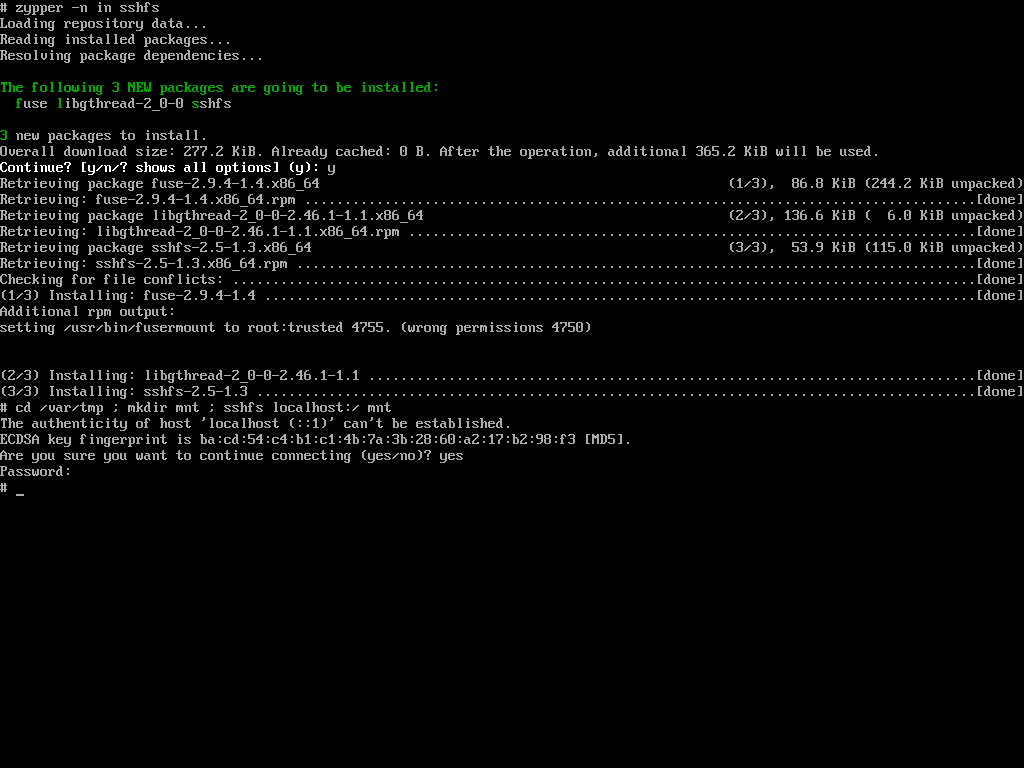 # zypper -n in sshfs
Loading repository data...
Reading installed packages...
Resolving package dependencies...
The following 3 NEW packages are going to be installed:
  fuse libgthread-2_0-0 sshfs
3 new packages to install.
Overall download size: 277.2 KiB. Already cached: 0 B. After the operation, additional 365.2 KiB will be used.
Continue? [y/n/? shows all options] (y): y
Retrieving package fuse-2.9.4-1.4.x86_64 (1/3),  86.8 KiB (244.2 KiB unpacked)
Retrieving: fuse-2.9.4-1.4.x86_64.rpm ....................................................................................[done]
Retrieving package libgthread-2_0-0-2.46.1-1.1.x86_64 (2/3), 136.6 KiB (  6.0 KiB unpacked)
Retrieving: libgthread-2_0-0-2.46.1-1.1.x86_64.rpm .......................................................................[done]
Retrieving package sshfs-2.5-1.3.x86_64 (3/3),  53.9 KiB (115.0 KiB unpacked)
Retrieving: sshfs-2.5-1.3.x86_64.rpm .....................................................................................[done]
Checking for file conflicts: .............................................................................................[done]
(1/3) Installing: fuse-2.9.4-1.4 .........................................................................................[done]
Additional rpm output:
setting /usr/bin/fusermount to root:trusted 4755. (wrong permissions 4750)
(2/3) Installing: libgthread-2_0-0-2.46.1-1.1 ............................................................................[done]
(3/3) Installing: sshfs-2.5-1.3 ..........................................................................................[done]
# cd /var/tmp ; mkdir mnt ; sshfs localhost:/ mnt
The authenticity of host 'localhost (::1)' can't be established.
ECDSA key fingerprint is ba:cd:54:c4:b1:c1:4b:7a:3b:28:60:a2:17:b2:98:f3 [MD5].
Are you sure you want to continue connecting (yes/no)? yes
Password:
# _